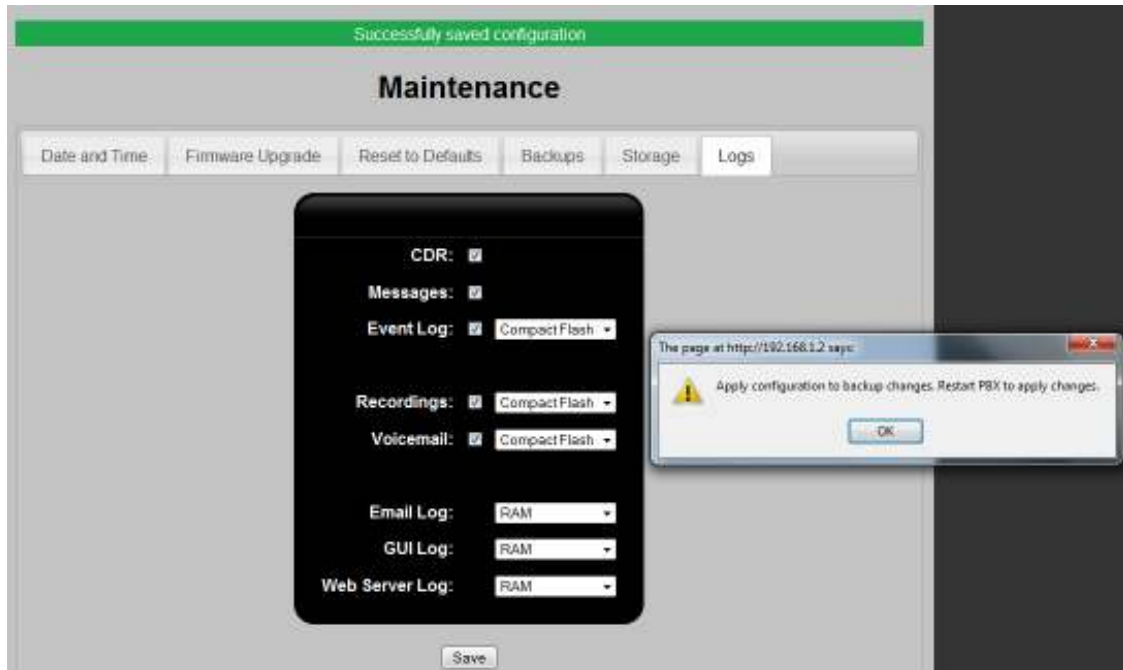 Successfully saved configuration
Maintenance
Date and Time Firmware Upgrade Reset to Defaults Backups Storage Logs
CDR:
Messages:
Event Log: Compact Flash
The page at http://192.168.1.2 says:
Apply configuration to backup changes. Restart PBX to apply changes.
OK
Recordings: Compact Flash
Voicemail: Compact Flash
Email Log: RAM
GUI Log: RAM
Web Server Log: RAM
Save